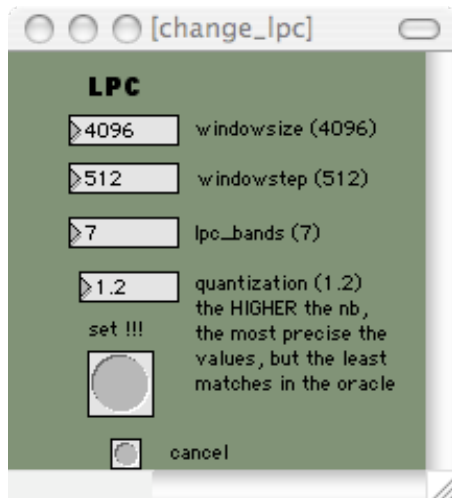 [change_lpc]
LPC
4096 windowsize (4096)
512 windowstep (512)
7 lpc_bands (7)
1.2 quantization (1.2)
the HIGHER the nb,
the most precise the
values, but the least
matches in the oracle
set !!!
cancel